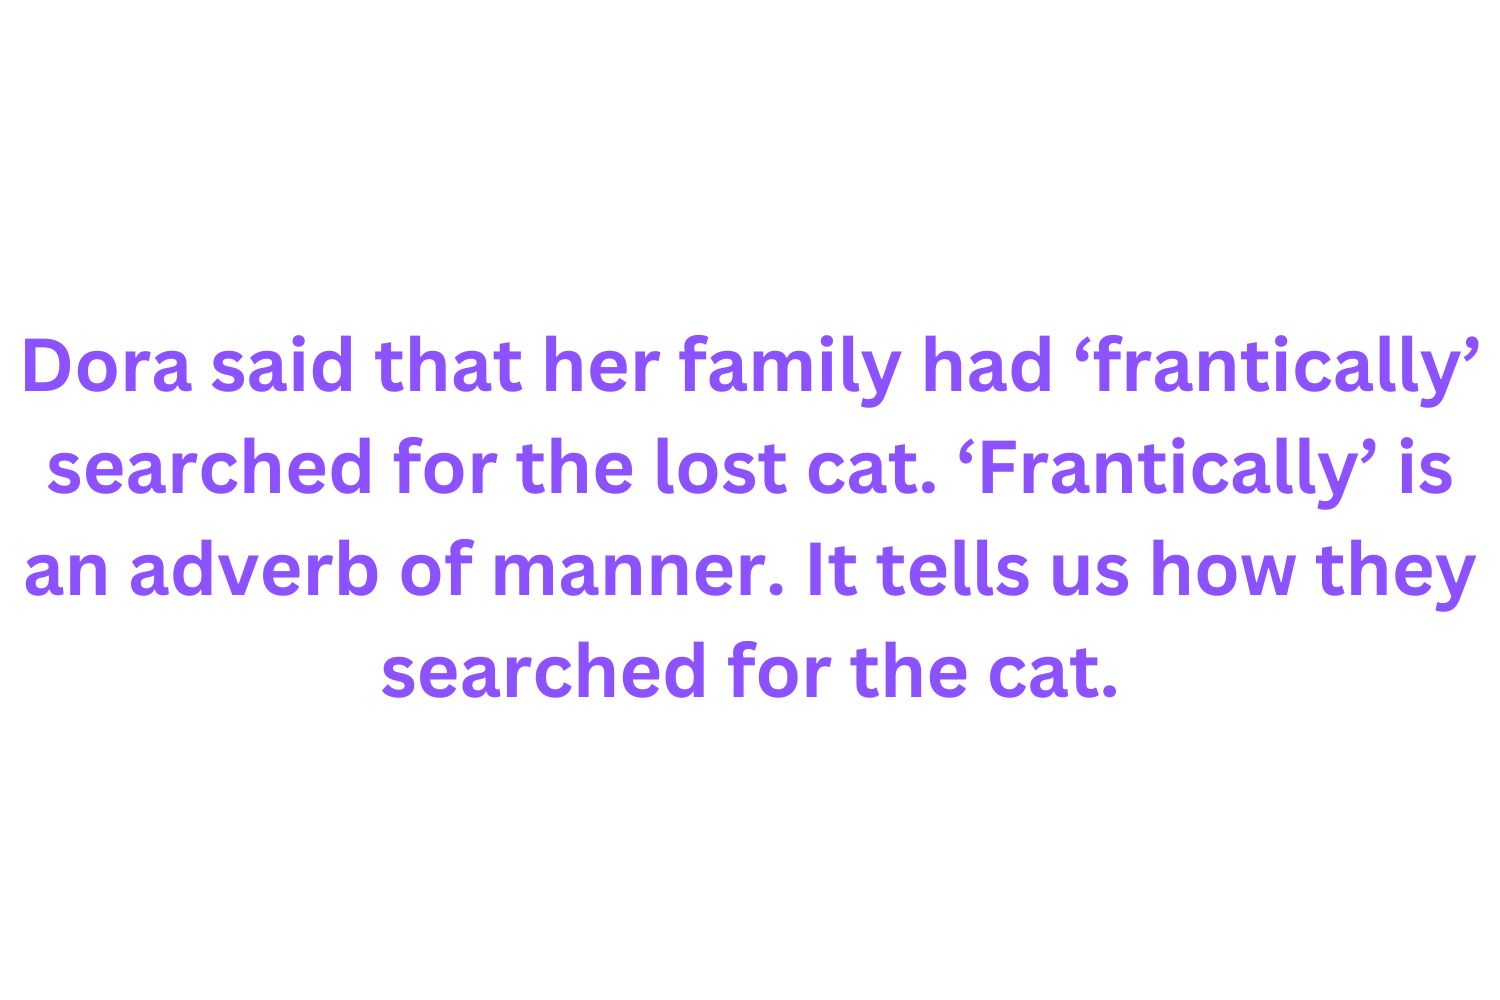 Dora said that her family had ‘frantically’
searched for the lost cat. ‘Frantically’ is
an adverb of manner. It tells us how they
searched for the cat.